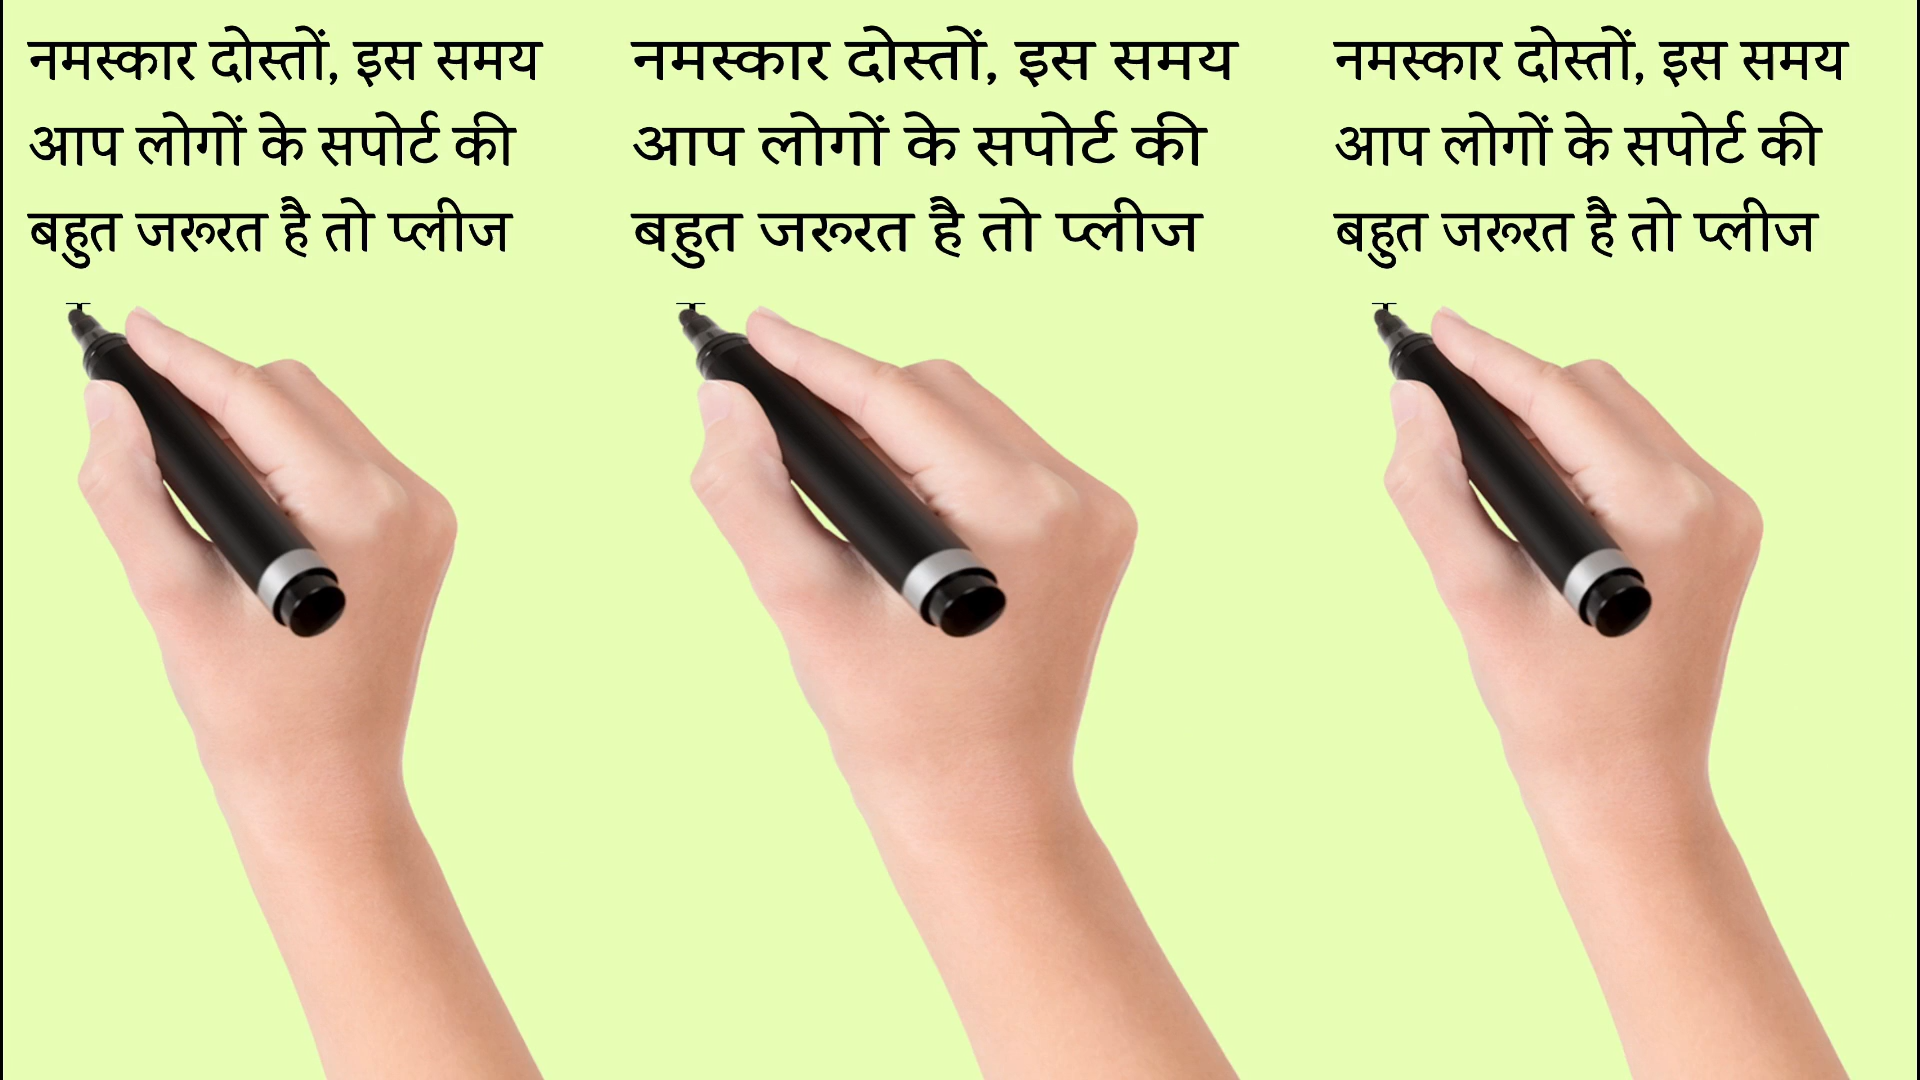 नमस्कार दोस्तों, इस समय
आप लोगों के सपोर्ट की
बहुत जरूरत है तो प्लीज
नमस्कार दोस्तों, इस समय
आप लोगों के सपोर्ट की
बहुत जरूरत है तो प्लीज
नमस्कार दोस्तों, इस समय
आप लोगों के सपोर्ट की
बहुत जरूरत है तो प्लीज